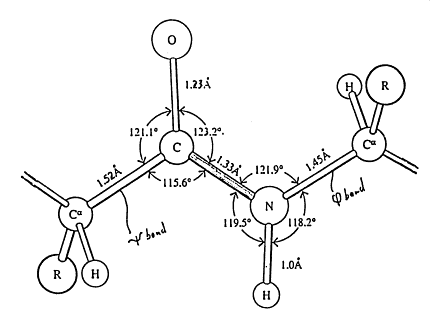 O
1.23Å
H
R
121.1°
123.2°
C
1.33Å
Cα
1.52Å
115.6°
121.9°
1.45Å
Cα
N
φ bond
ψ bond
119.5°
118.2°
R
H
1.0Å
H